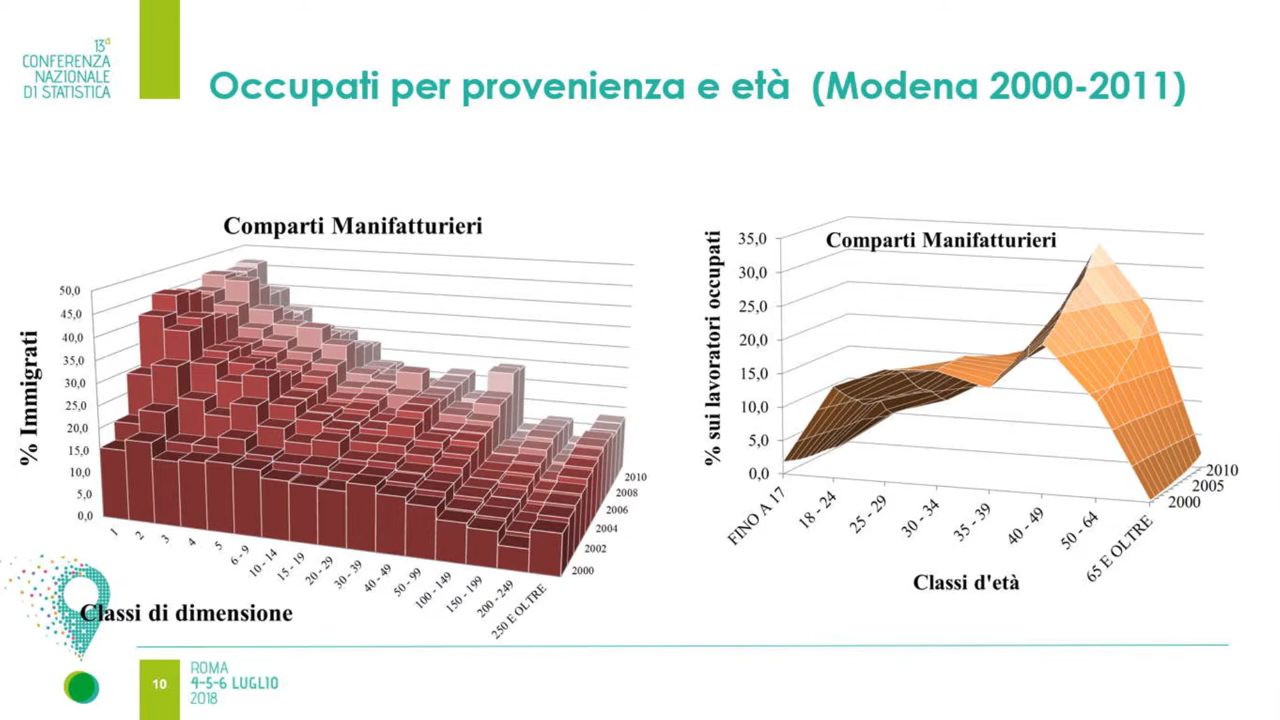 13a
CONFERENZA
NAZIONALE
DI STATISTICA
Occupati per provenienza e età (Modena 2000-2011)
Comparti Manifatturieri
% Immigrati
50,0
45,0
40,0
35,0
30,0
25,0
20,0
15,0
10,0
5,0
0,0
1
2
3
4
5
6 - 9
10 - 14
15 - 19
20 - 29
30 - 39
40 - 49
50 - 99
100 - 149
150 - 199
200 - 249
250 E OLTRE
2000
2002
2004
2006
2008
2010
Classi di dimensione
Comparti Manifatturieri
% sui lavoratori occupati
35,0
30,0
25,0
20,0
15,0
10,0
5,0
0,0
FINO A 17
18 - 24
25 - 29
30 - 34
35 - 39
40 - 49
50 - 64
65 E OLTRE
2000
2005
2010
Classi d'età
10
ROMA
4-5-6 LUGLIO
2018